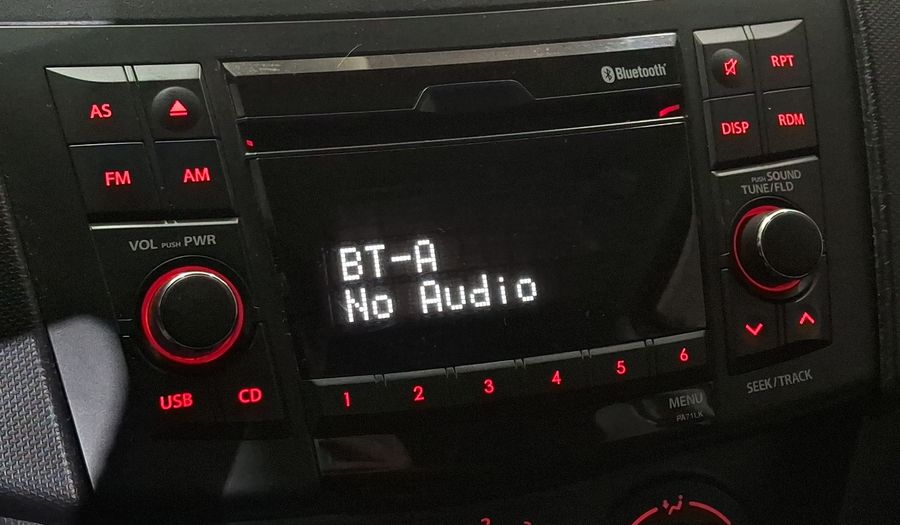 AS
FM
AM
VOL PUSH PWR
USB
CD
Bluetooth
BT-A
No Audio
1 2 3 4 5 6
MENU
RPT
DISP
RDM
PUSH SOUND
TUNE/FLD
SEEK/TRACK